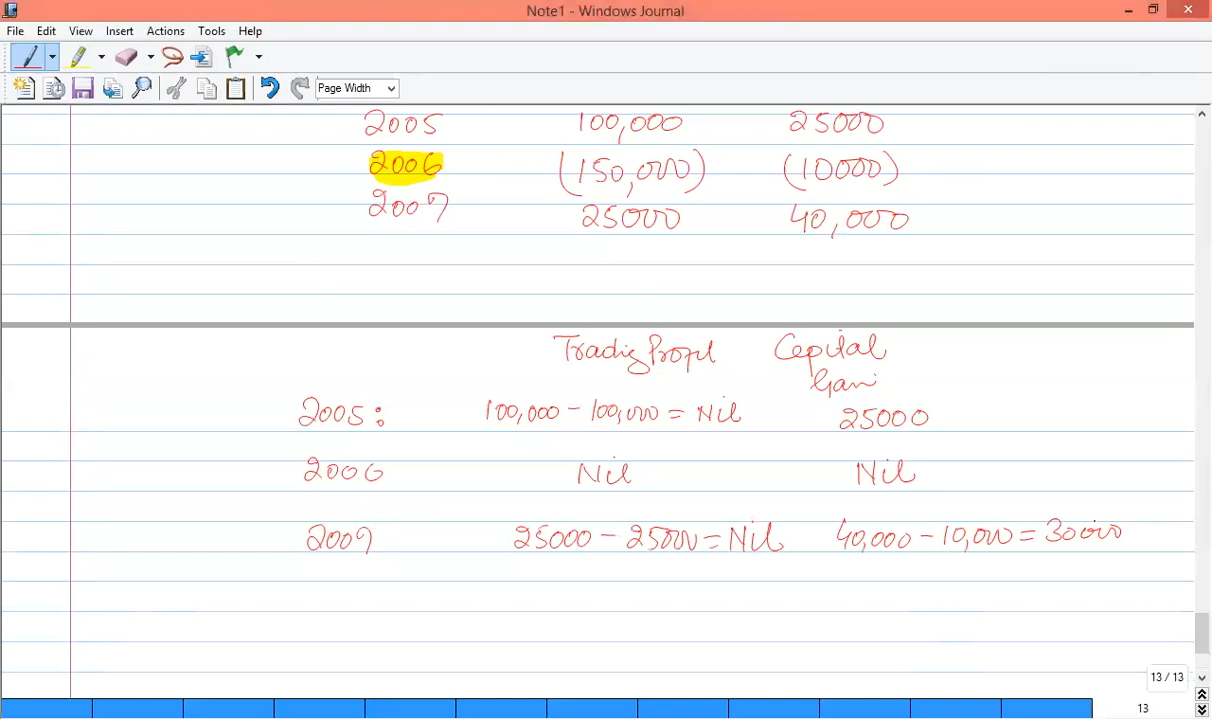 Note1 - Windows Journal
File Edit View Insert Actions Tools Help
Page Width
2005 100,000 25000
2006 (150,000) (10000)
2007 25000 40,000
Capital
Gain
2005: 100,000 - 100,000 = Nil 25000
2006 Nil Nil
2007 25000 - 25000 = Nil 40,000 - 10,000 = 30000
13 / 13
13